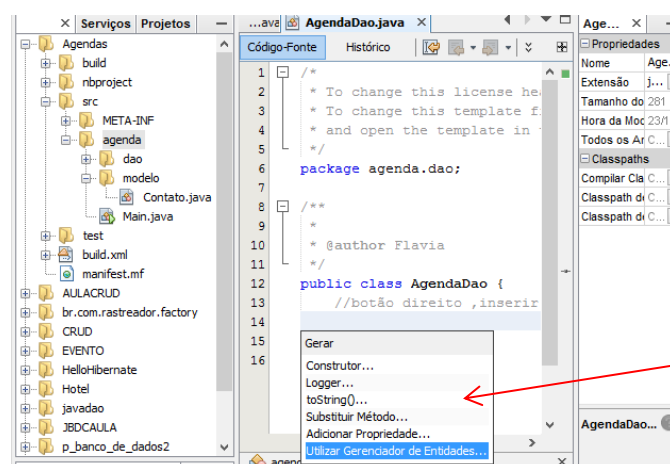 Serviços Projetos
Agendas
build
nbproject
src
META-INF
agenda
dao
modelo
Contato.java
Main.java
test
build.xml
manifest.mf
AULACRUD
br.com.rastreador.factory
CRUD
EVENTO
HelloHibernate
Hotel
javadao
JBDCAULA
p_banco_de_dados2
...ava AgendaDao.java
Código-Fonte Histórico
1 /*
2 * To change this license hea
3 * To change this template f
4 * and open the template in
5 */
6 package agenda.dao;
7
8 /**
9 *
10 * @author Flavia
11 */
12 public class AgendaDao {
13 //botão direito ,inserir
14
15
16
Gerar
Construtor...
Logger...
toString()...
Substituir Método...
Adicionar Propriedade...
Utilizar Gerenciador de Entidades...
Age...
Propriedades
Nome Age.
Extensão j...
Tamanho do 281
Hora da Mod 23/1
Todos os Ar C...
Classpaths
Compilar Cla C...
Classpath de C...
Classpath de C...
AgendaDao...